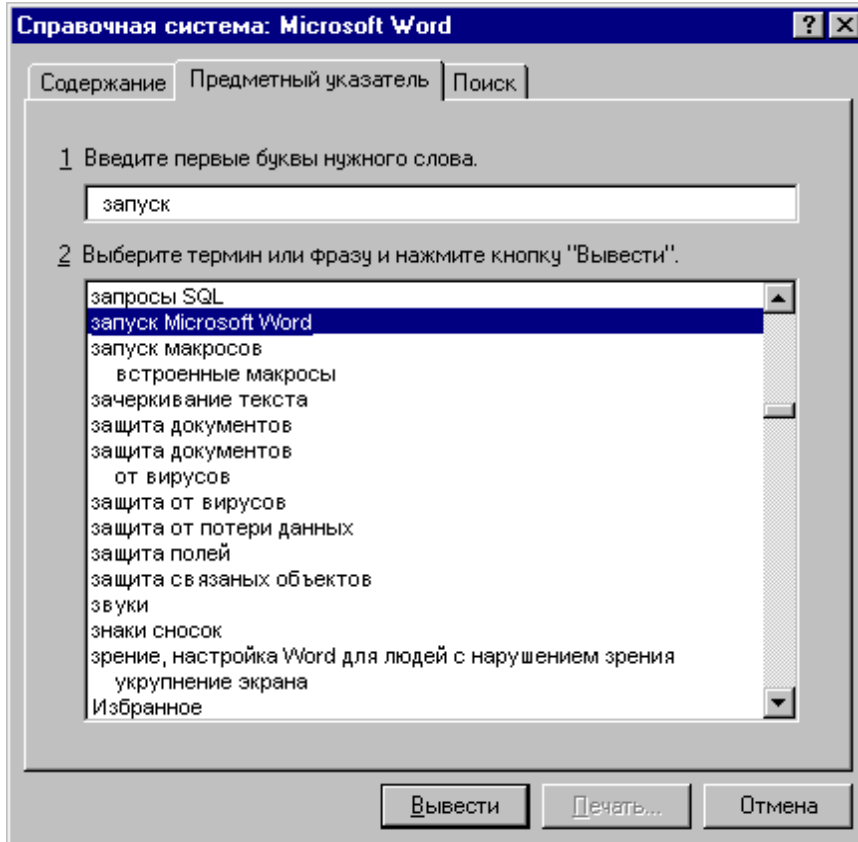 Справочная система: Microsoft Word
Содержание Предметный указатель Поиск
1 Введите первые буквы нужного слова.
запуск
2 Выберите термин или фразу и нажмите кнопку "Вывести".
запросы SQL
запуск Microsoft Word
запуск макросов
встроенные макросы
зачеркивание текста
защита документов
защита документов
от вирусов
защита от вирусов
защита от потери данных
защита полей
защита связаных объектов
звуки
знаки сносок
зрение, настройка Word для людей с нарушением зрения
укрупнение экрана
Избранное
Вывести Печать... Отмена